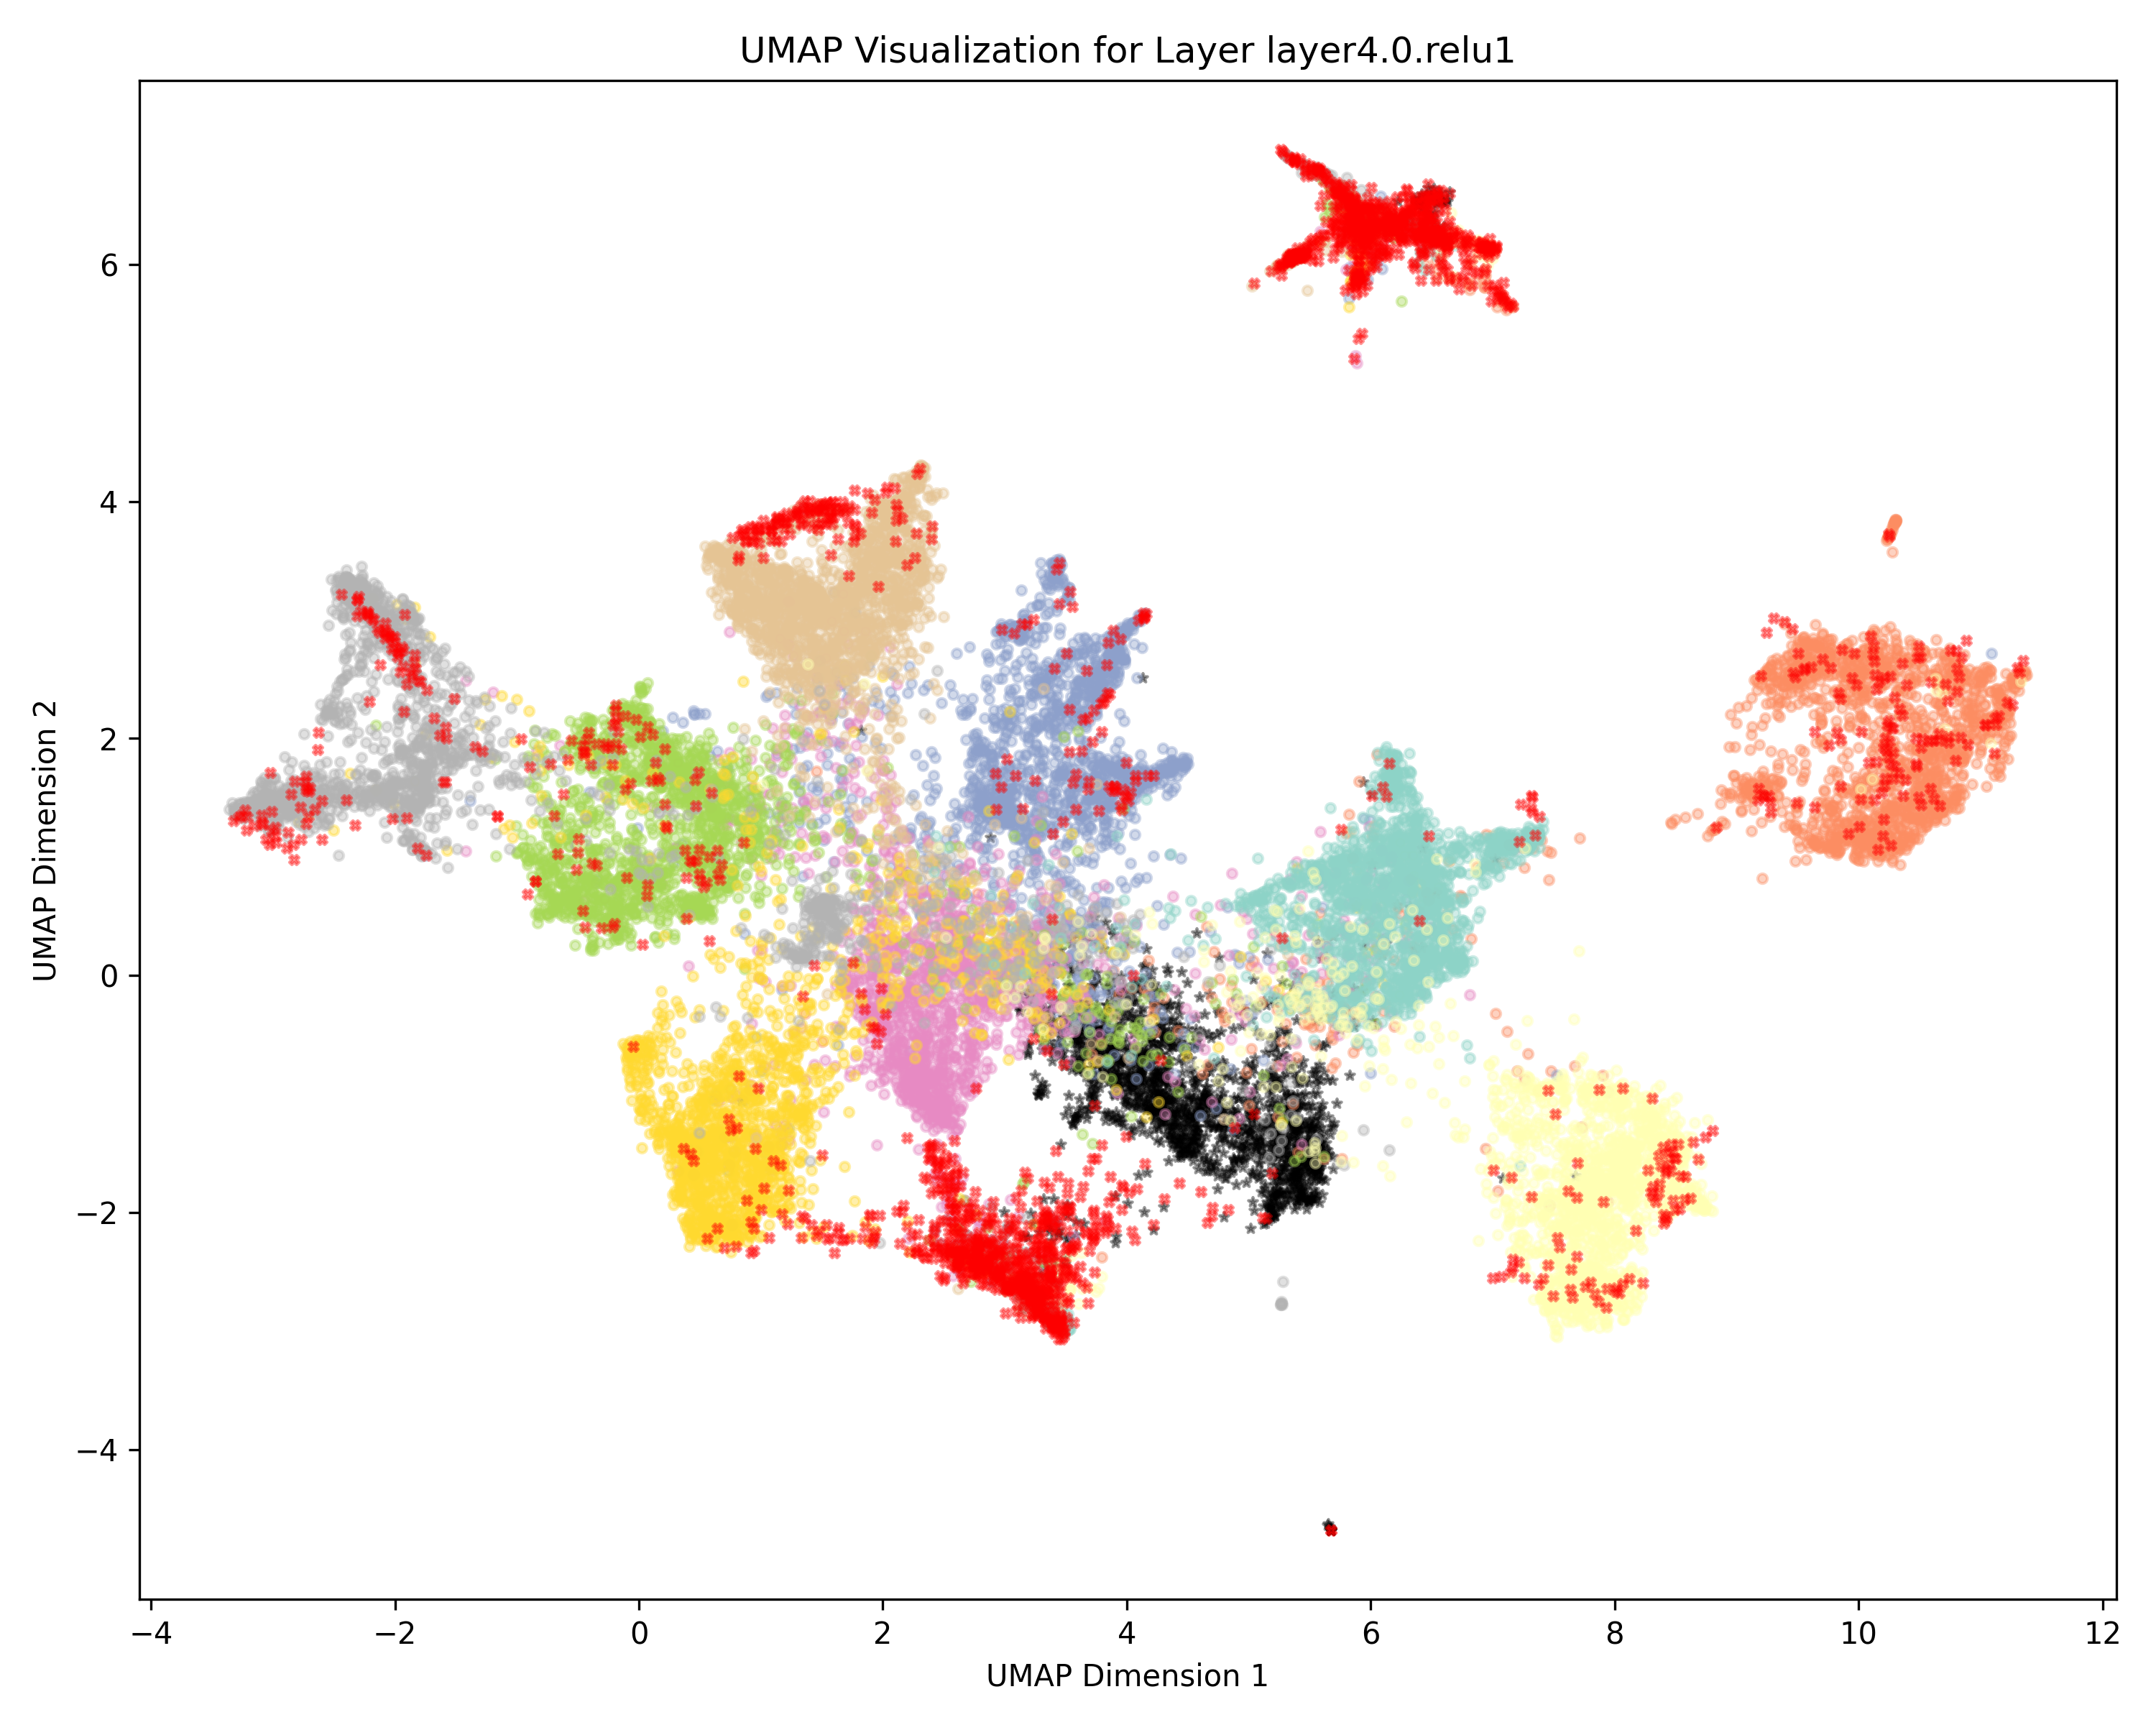 UMAP Visualization for Layer layer4.0.relu1
UMAP Dimension 2
6
4
2
0
−2
−4
−4 −2 0 2 4 6 8 10 12
UMAP Dimension 1